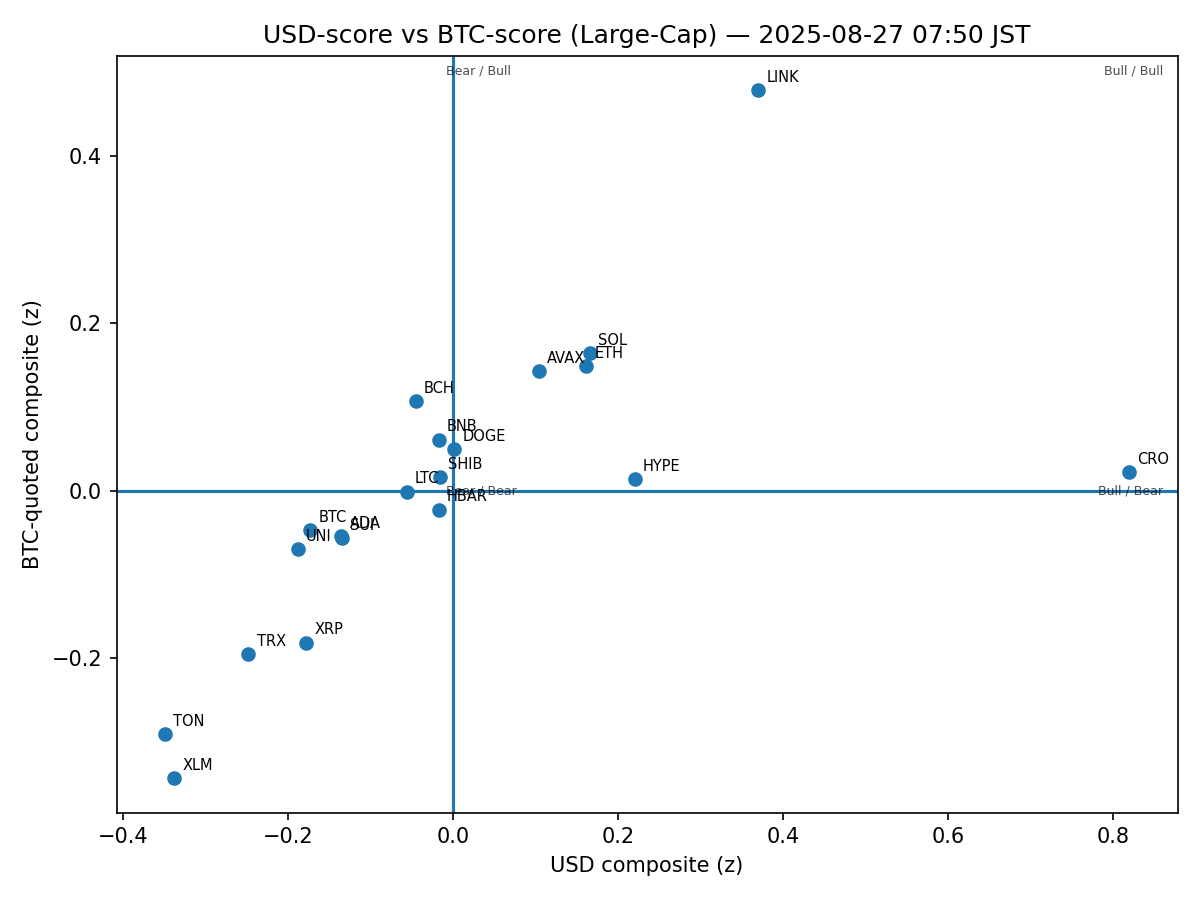 USD-score vs BTC-score (Large-Cap) — 2025-08-27 07:50 JST
Bear / Bull
Bull / Bull
LINK
0.4
SOL
ETH
AVAX
0.2
BCH
BNB
DOGE
SHIB
HYPE
CRO
LTC
0.0
Bear / Bear
Bull / Bear
HBAR
BTC
ADA
SUI
UNI
XRP
TRX
−0.2
TON
XLM
BTC-quoted composite (z)
−0.4
−0.2
0.0
0.2
0.4
0.6
0.8
USD composite (z)